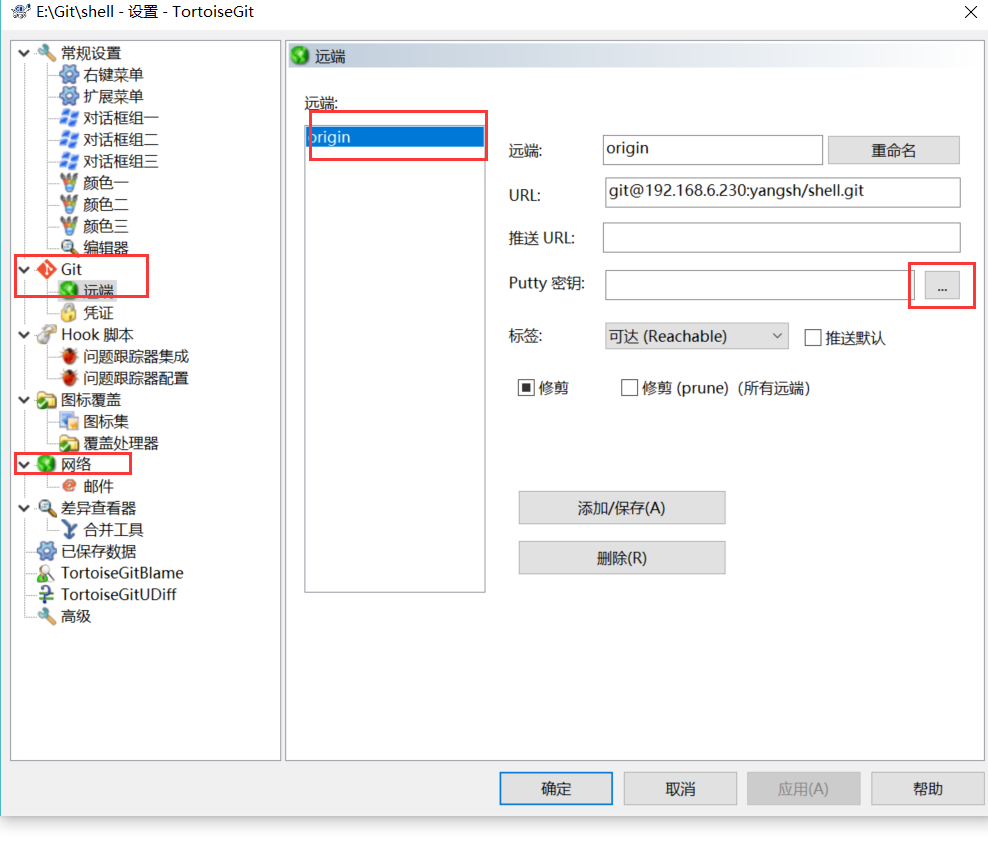 E:\Git\shell - 设置 - TortoiseGit
常规设置
右键菜单
扩展菜单
对话框组一
对话框组二
对话框组三
颜色一
颜色二
颜色三
编辑器
Git
远端
凭证
Hook 脚本
问题跟踪器集成
问题跟踪器配置
图标覆盖
图标集
覆盖处理器
网络
邮件
差异查看器
合并工具
已保存数据
TortoiseGitBlame
TortoiseGitUDiff
高级
远端
远端:
origin
远端: origin 重命名
URL: git@192.168.6.230:yangsh/shell.git
推送 URL:
Putty 密钥: ...
标签: 可达 (Reachable) 推送默认
修剪 修剪 (prune)（所有远端）
添加/保存(A)
删除(R)
确定 取消 应用(A) 帮助